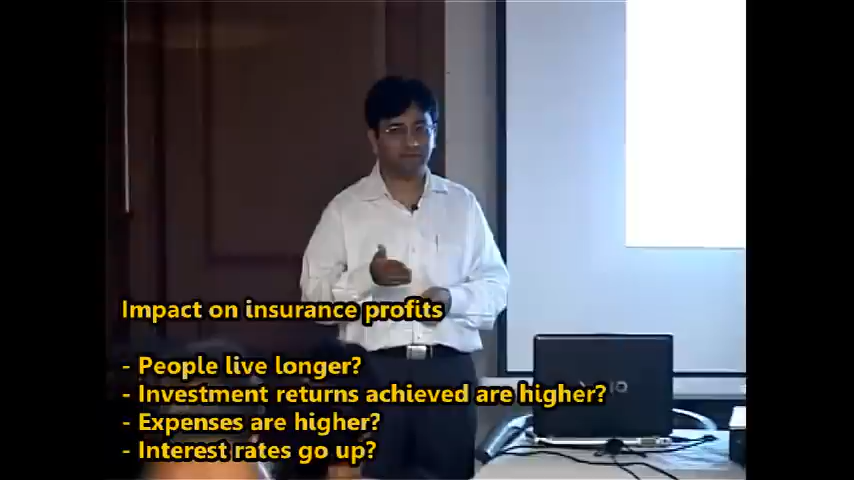 Impact on insurance profits
- People live longer?
- Investment returns achieved are higher?
- Expenses are higher?
- Interest rates go up?